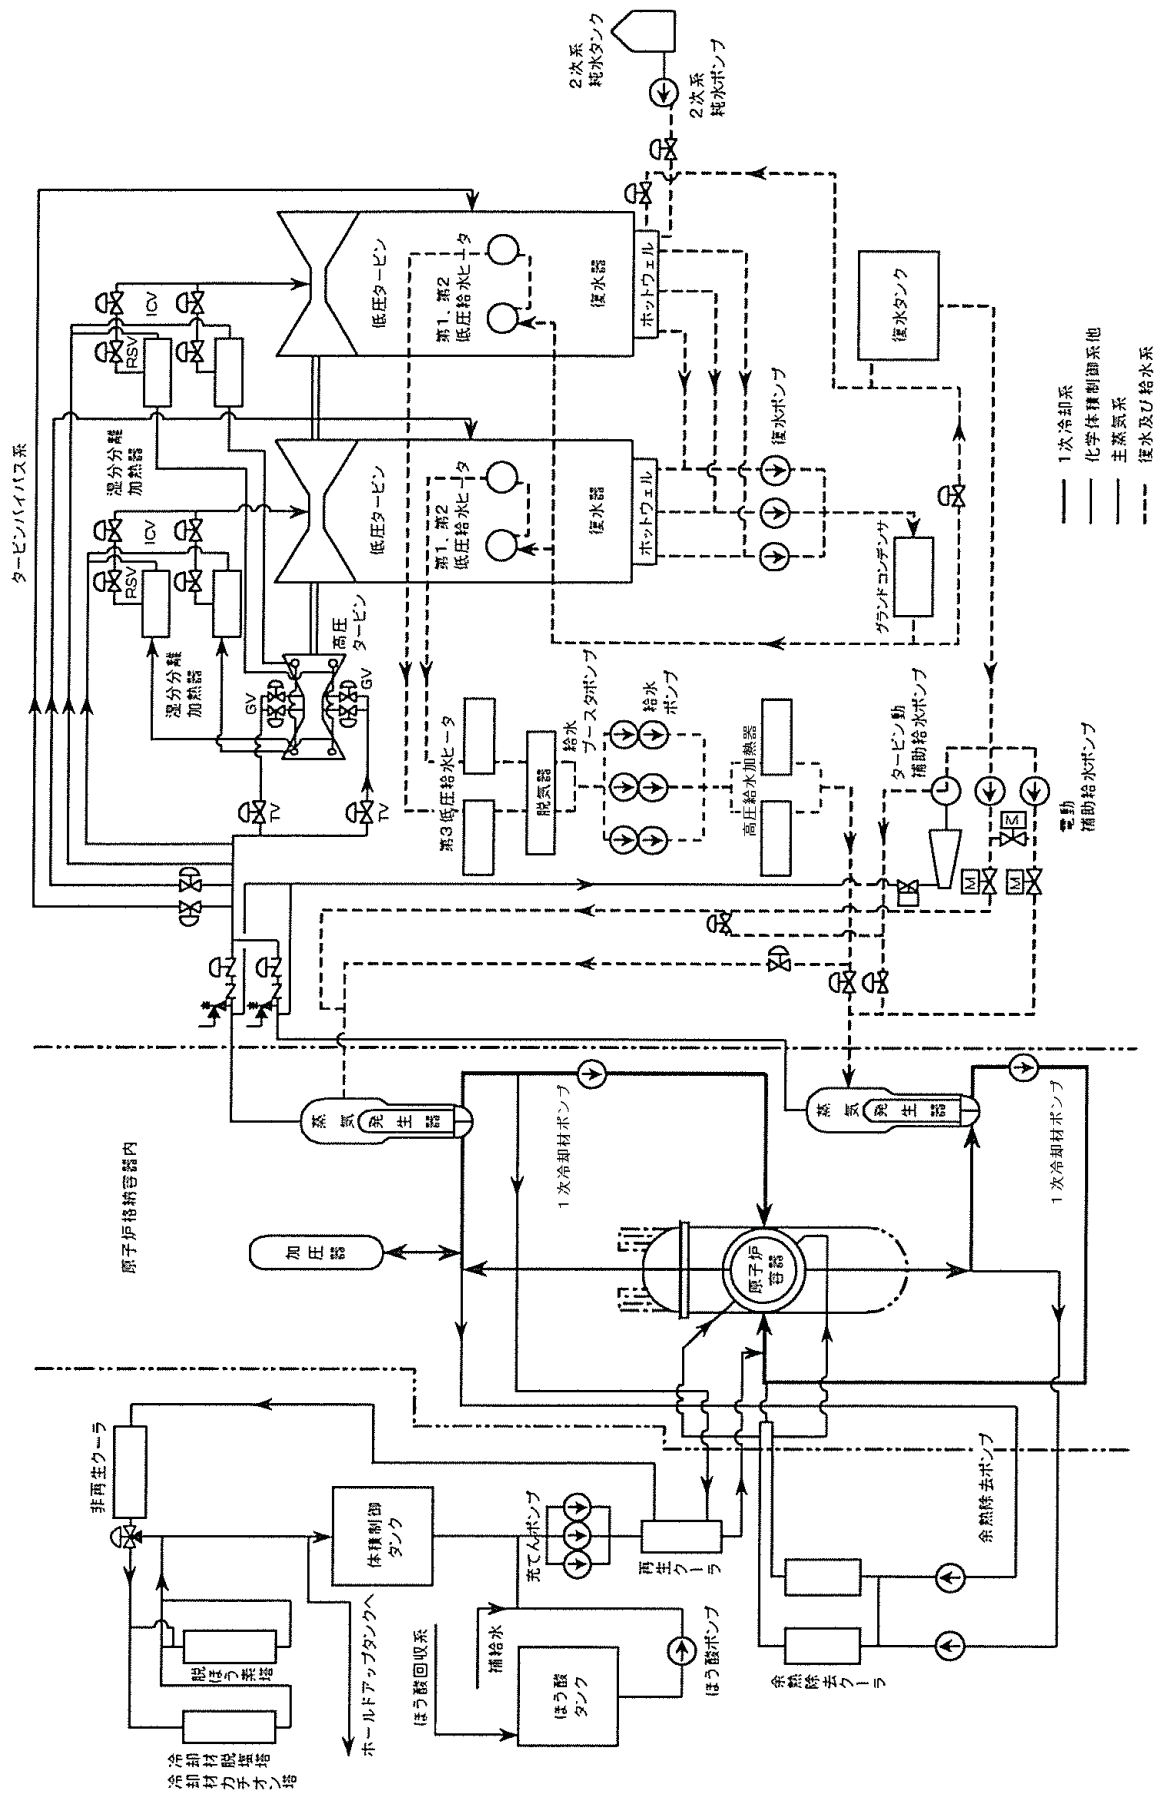 原子炉格納容器内
タービンバイパス系
非再生クーラ
冷却材脱塩塔
冷却材カチオン塔
脱ほう素塔
ホールドアップタンクへ
体積制御
タンク
ほう酸回収系
補給水
ほう酸
タンク
ほう酸ポンプ
充てんポンプ
再生クーラ
余熱除去クーラ
余熱除去ポンプ
加圧器
原子炉
容器
蒸気
発生器
1次冷却材ポンプ
蒸気
発生器
1次冷却材ポンプ
TV
TV
GV
GV
高圧
タービン
湿分分離
加熱器
RSV
ICV
湿分分離
加熱器
RSV
ICV
低圧タービン
第1、第2
低圧給水ヒータ
復水器
ホットウェル
低圧タービン
第1、第2
低圧給水ヒータ
復水器
ホットウェル
2次系
純水タンク
2次系
純水ポンプ
復水ポンプ
復水タンク
グランドコンデンサ
第3低圧給水ヒータ
脱気器
給水
ブースタポンプ
給水
ポンプ
高圧給水加熱器
タービン動
補助給水ポンプ
電動
補助給水ポンプ
M
M
M
1次冷却系
化学体積制御系他
主蒸気系
復水及び給水系